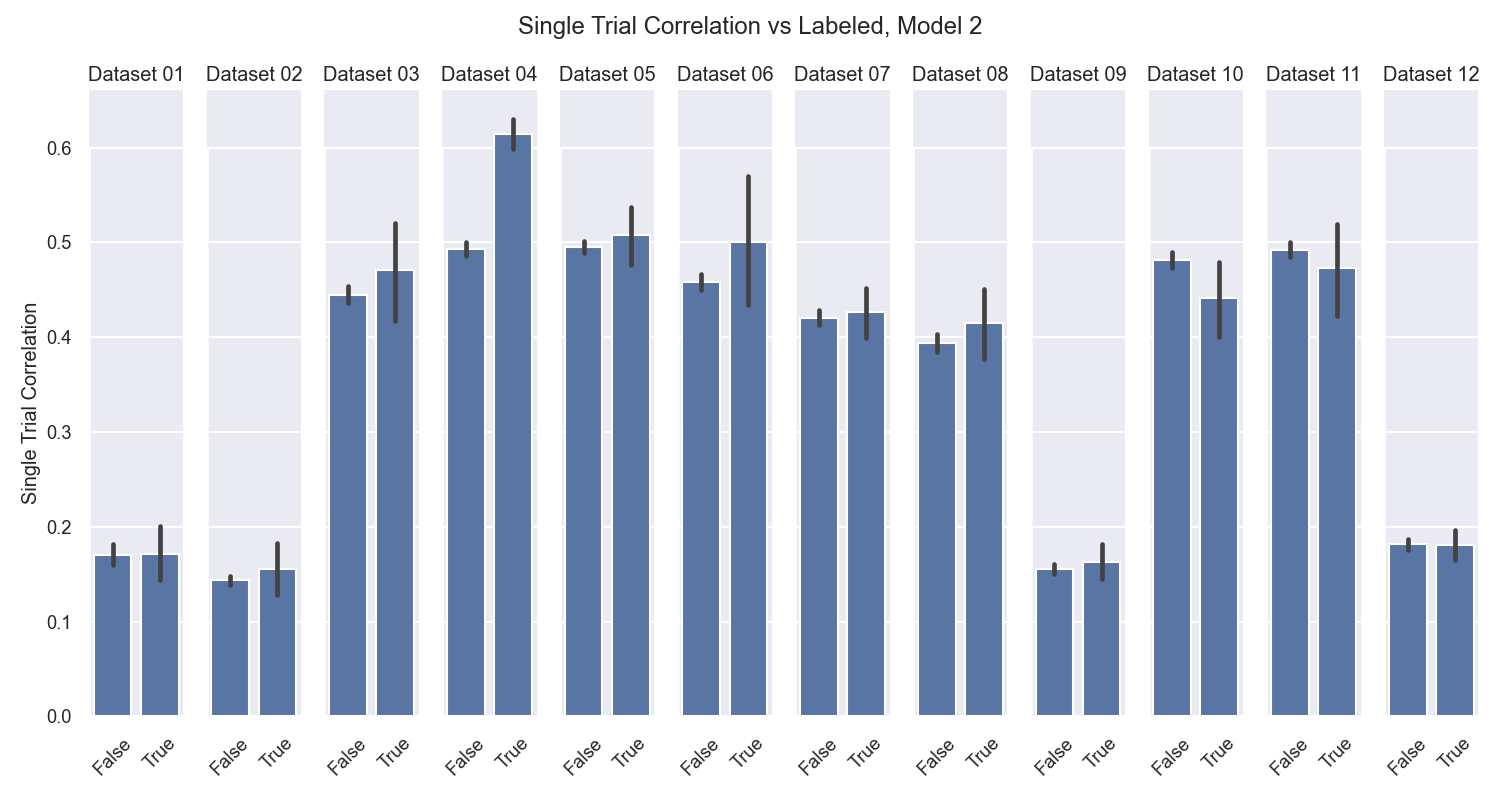 Single Trial Correlation vs Labeled, Model 2
Dataset 01 Dataset 02 Dataset 03 Dataset 04 Dataset 05 Dataset 06 Dataset 07 Dataset 08 Dataset 09 Dataset 10 Dataset 11 Dataset 12
Single Trial Correlation
0.6
0.5
0.4
0.3
0.2
0.1
0.0
False True False True False True False True False True False True False True False True False True False True False True False True